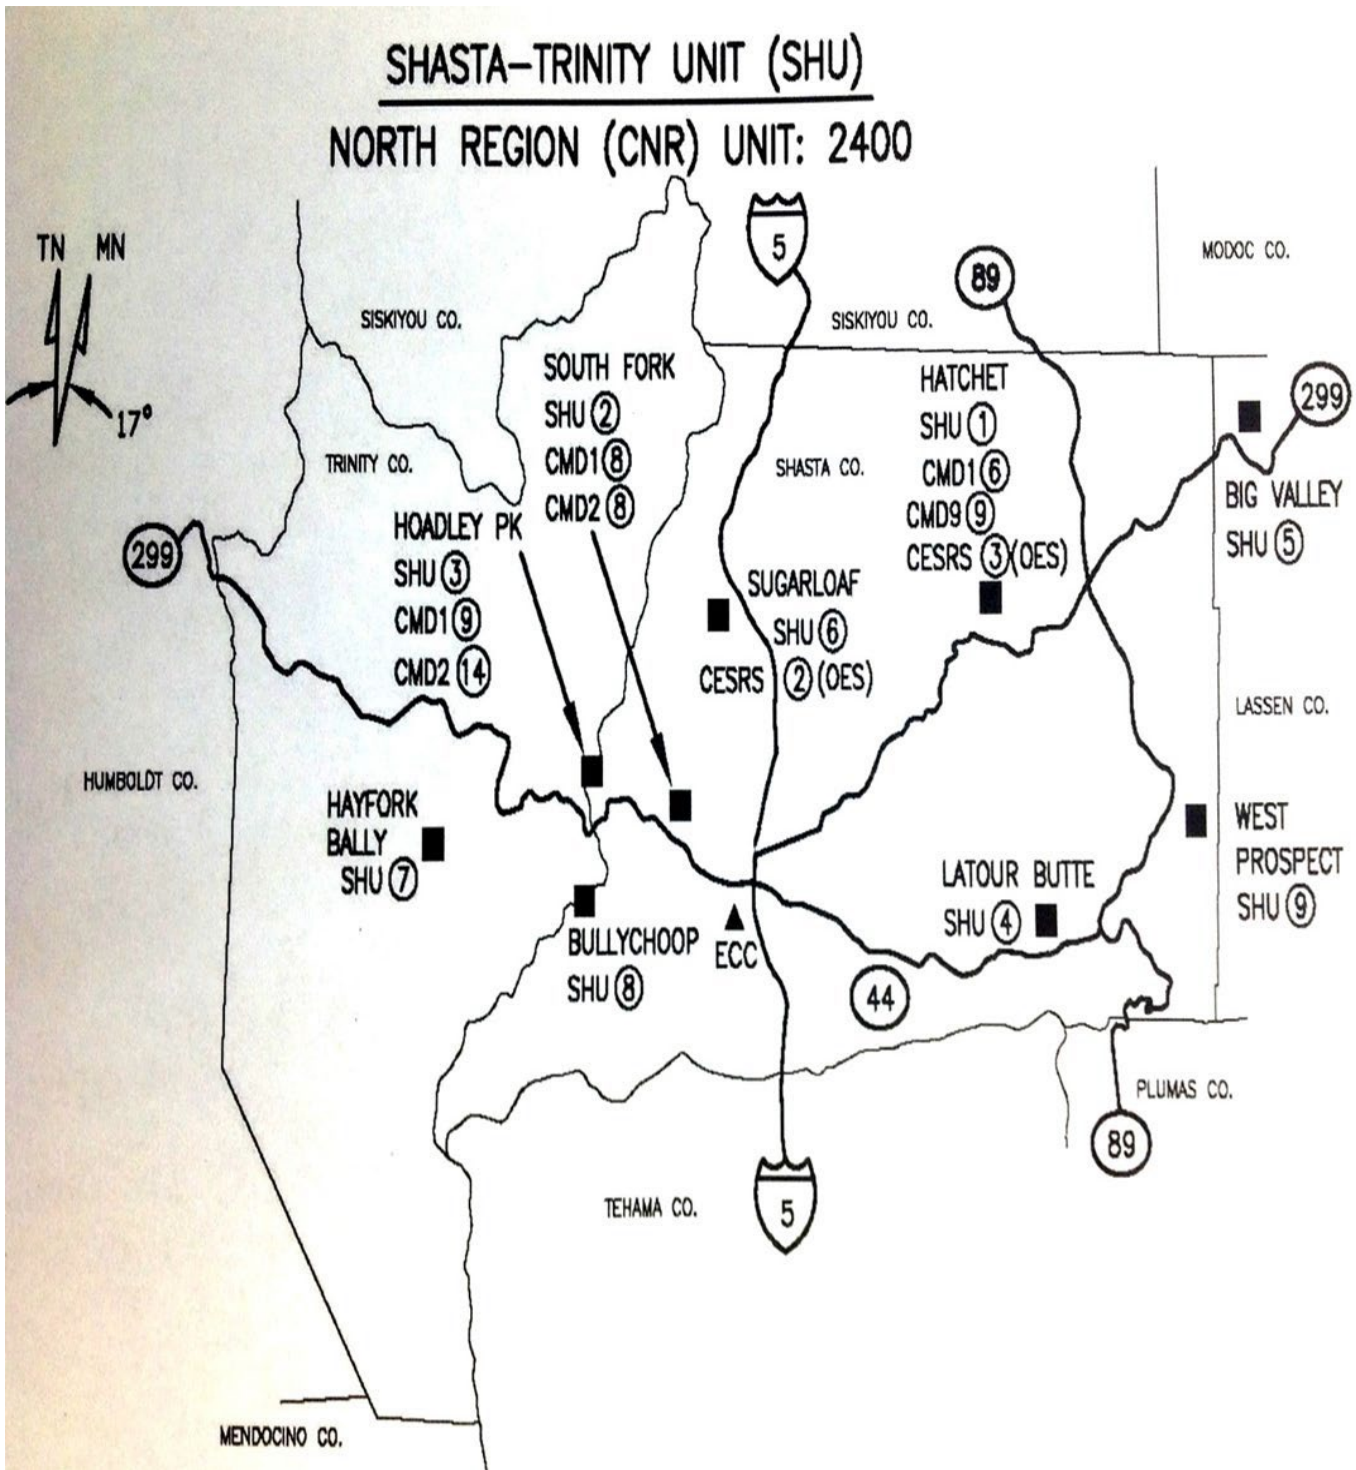 SHASTA-TRINITY UNIT (SHU)
NORTH REGION (CNR) UNIT: 2400
TN MN
17°
5
89
MODOC CO.
SISKIYOU CO.
SISKIYOU CO.
299
SOUTH FORK
SHU 2
CMD1 8
CMD2 8
HATCHET
SHU 1
CMD1 6
CMD9 9
CESRS 3 (OES)
TRINITY CO.
SHASTA CO.
BIG VALLEY
SHU 5
299
HOADLEY PK
SHU 3
CMD1 9
CMD2 14
SUGARLOAF
SHU 6
CESRS 2 (OES)
LASSEN CO.
HUMBOLDT CO.
HAYFORK
BALLY
SHU 7
WEST
PROSPECT
SHU 9
LATOUR BUTTE
SHU 4
BULLYCHOOP
SHU 8
ECC
44
PLUMAS CO.
89
TEHAMA CO.
5
MENDOCINO CO.